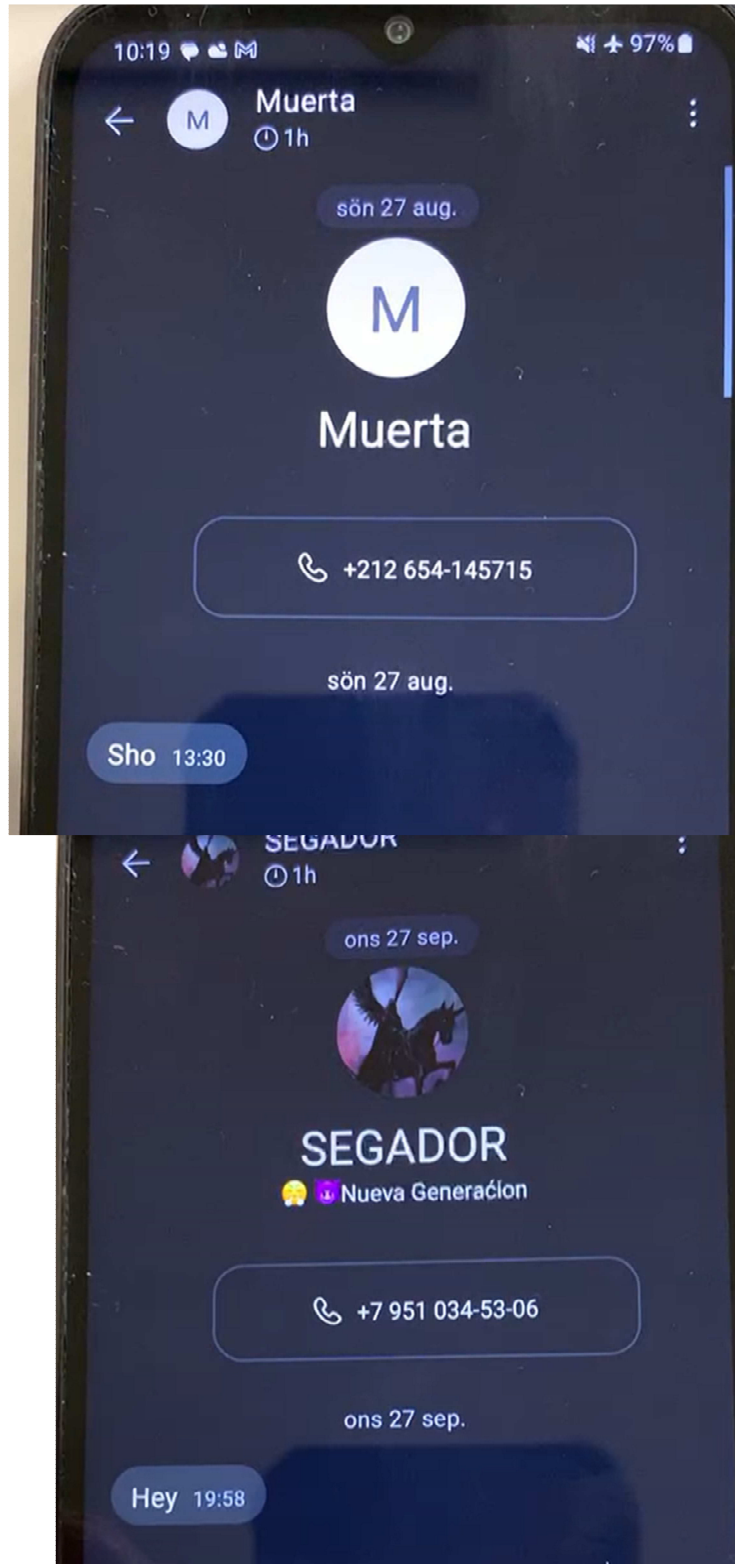 10:19 97%
M Muerta
1h
sön 27 aug.
M
Muerta
+212 654-145715
sön 27 aug.
Sho 13:30
SEGADOR
1h
ons 27 sep.
SEGADOR
😤 😈Nueva Generaćion
+7 951 034-53-06
ons 27 sep.
Hey 19:58